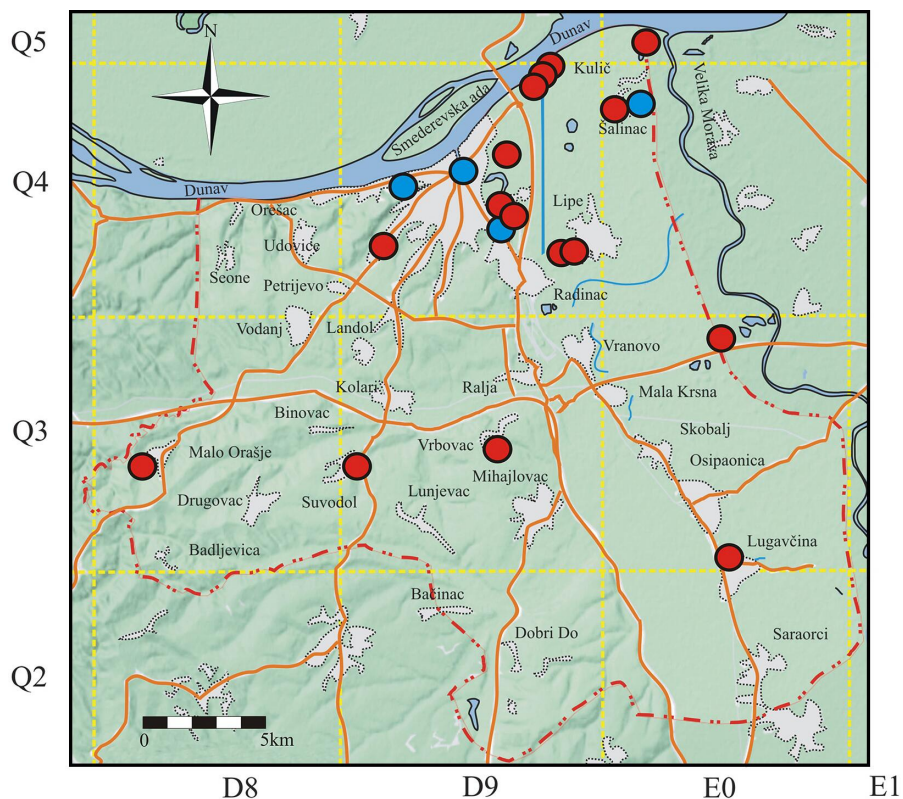 Q5
N
Dunav
Kulič
Smederevska ada
Velika Morava
Šalinac
Q4
Dunav
Orešac
Lipe
Udovice
Seone
Petrijevo
Radinac
Vodanj
Landol
Vranovo
Kolari
Ralja
Mala Krsna
Binovac
Skobalj
Q3
Malo Orašje
Vrbovac
Osipaonica
Mihajlovac
Drugovac
Suvodol
Lunjevac
Badljevica
Lugavčina
Bačinac
Dobri Do
Saraorci
Q2
0 5km
D8 D9 E0 E1